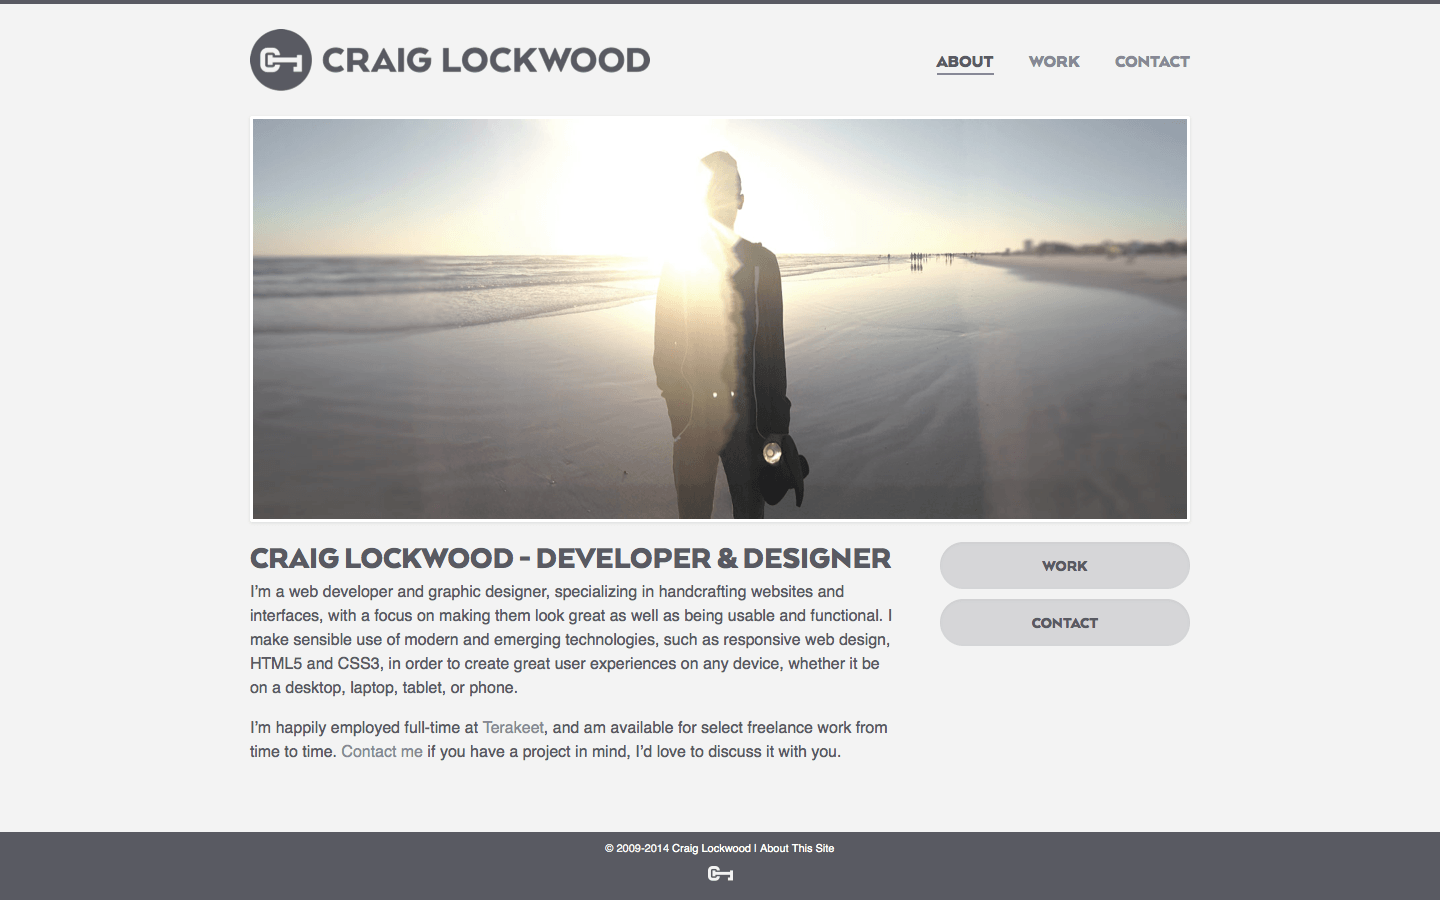 CRAIG LOCKWOOD
ABOUT WORK CONTACT
CRAIG LOCKWOOD - DEVELOPER & DESIGNER
I'm a web developer and graphic designer, specializing in handcrafting websites and
interfaces, with a focus on making them look great as well as being usable and functional. I
make sensible use of modern and emerging technologies, such as responsive web design,
HTML5 and CSS3, in order to create great user experiences on any device, whether it be
on a desktop, laptop, tablet, or phone.
I'm happily employed full-time at Terakeet, and am available for select freelance work from
time to time. Contact me if you have a project in mind, I'd love to discuss it with you.
WORK
CONTACT
© 2009-2014 Craig Lockwood | About This Site